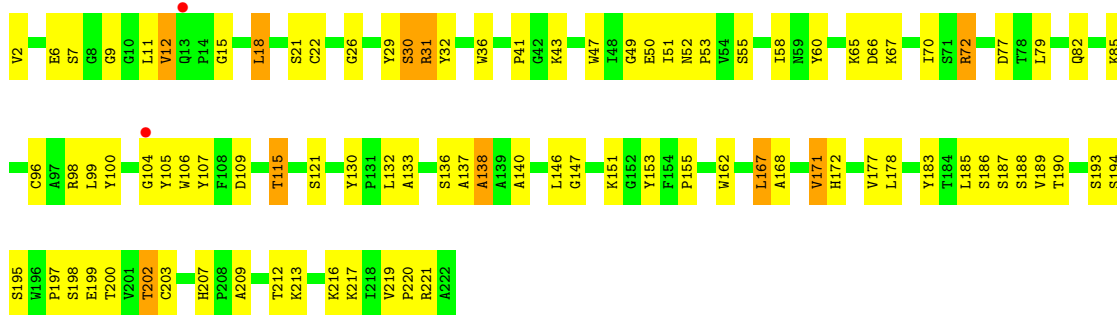 V2 E6 S7 G8 G9 G10 L11 V12 Q13 P14 G15 L18 S21 C22 G26 Y29 S30 R31 Y32 W36 P41 G42 K43 W47 I48 G49 E50 I51 N52 P53 V54 S55 I58 N59 Y60 K65 D66 K67 I70 S71 R72 D77 T78 L79 Q82 K85
C96 A97 R98 L99 Y100 G104 Y105 W106 Y107 F108 D109 T115 S121 Y130 P131 L132 A133 S136 A137 A138 A139 A140 L146 G147 K151 G152 Y153 F154 P155 W162 L167 A168 V171 H172 V177 L178 Y183 T184 L185 S186 S187 S188 V189 T190 S193 S194
S195 W196 P197 S198 E199 T200 V201 T202 C203 H207 P208 A209 T212 K213 K216 K217 I218 V219 P220 R221 A222